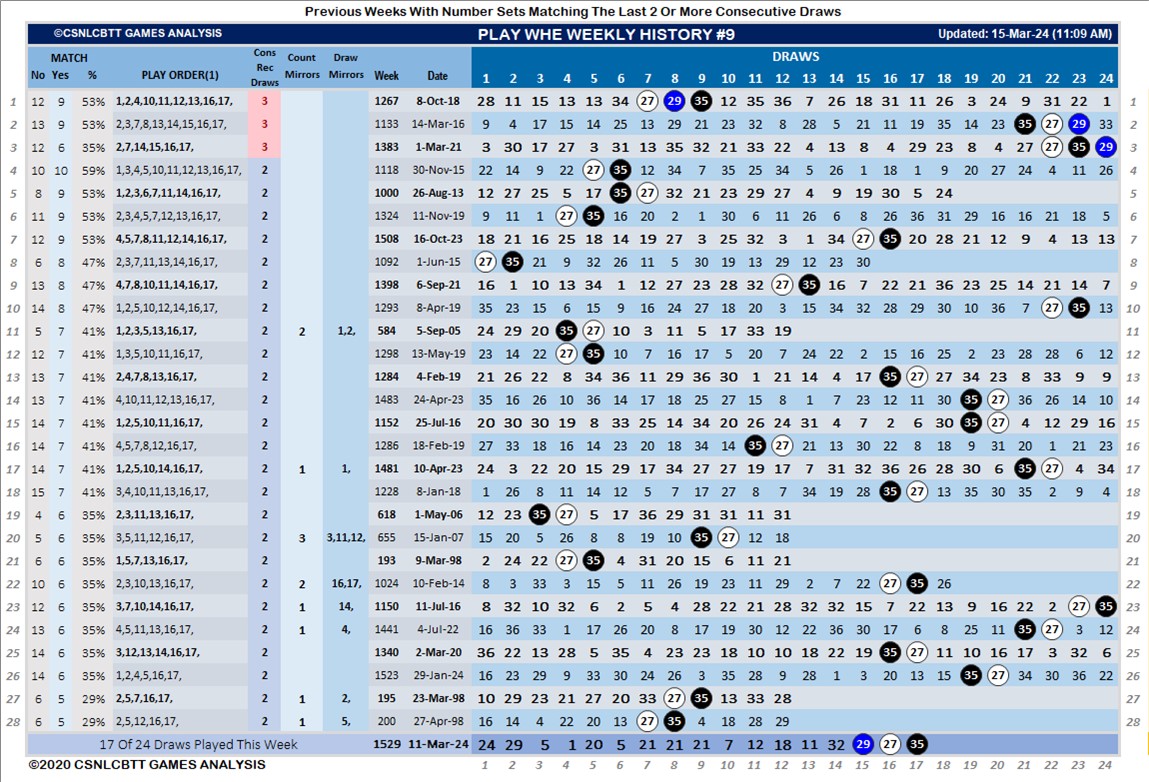 Previous Weeks With Number Sets Matching The Last 2 Or More Consecutive Draws
©CSNLCBTT GAMES ANALYSIS PLAY WHE WEEKLY HISTORY #9 Updated: 15-Mar-24 (11:09 AM)
MATCH Cons Rec Draws Count Mirrors Draw Mirrors DRAWS
No Yes % PLAY ORDER(1) Week Date 1 2 3 4 5 6 7 8 9 10 11 12 13 14 15 16 17 18 19 20 21 22 23 24
1 12 9 53% 1,2,4,10,11,12,13,16,17, 3 1267 8-Oct-18 28 11 15 13 13 34 27 29 35 12 35 36 7 26 18 31 11 26 3 24 9 31 22 1 1
2 13 9 53% 2,3,7,8,13,14,15,16,17, 3 1133 14-Mar-16 9 4 17 15 14 25 13 29 21 23 32 8 28 5 21 11 19 35 14 23 35 27 29 33 2
3 12 6 35% 2,7,14,15,16,17, 3 1383 1-Mar-21 3 30 17 27 3 31 13 35 32 21 33 22 4 13 8 4 29 23 8 4 27 27 35 29 3
4 10 10 59% 1,3,4,5,10,11,12,13,16,17, 2 1118 30-Nov-15 22 14 9 22 27 35 12 34 7 35 25 34 5 26 1 18 1 9 20 27 24 4 11 26 4
5 8 9 53% 1,2,3,6,7,11,14,16,17, 2 1000 26-Aug-13 12 27 25 5 17 35 27 32 21 23 29 27 4 9 19 30 5 24 5
6 11 9 53% 2,3,4,5,7,12,13,16,17, 2 1324 11-Nov-19 9 11 1 27 35 16 20 2 1 30 6 11 26 6 8 26 36 31 29 16 16 21 18 5 6
7 12 9 53% 4,5,7,8,11,12,14,16,17, 2 1508 16-Oct-23 18 21 16 25 18 14 19 27 3 25 32 3 1 34 27 35 20 28 21 12 9 4 13 13 7
8 6 8 47% 2,3,7,11,13,14,16,17, 2 1092 1-Jun-15 27 35 21 9 32 26 11 5 30 19 13 29 12 23 30 8
9 13 8 47% 4,7,8,10,11,14,16,17, 2 1398 6-Sep-21 16 1 10 13 34 1 12 27 23 28 32 27 35 16 7 22 21 36 23 25 14 21 14 7 9
10 14 8 47% 1,2,5,10,12,14,16,17, 2 1293 8-Apr-19 35 23 15 6 15 9 16 24 27 18 20 3 15 34 32 28 29 30 10 36 7 27 35 13 10
11 5 7 41% 1,2,3,5,13,16,17, 2 2 1,2, 584 5-Sep-05 24 29 20 35 27 10 3 11 5 17 33 19 11
12 12 7 41% 1,3,5,10,11,16,17, 2 1298 13-May-19 23 14 22 27 35 10 7 16 17 5 20 7 24 22 2 15 16 25 2 23 28 28 6 12 12
13 13 7 41% 2,4,7,8,13,16,17, 2 1284 4-Feb-19 21 26 22 8 34 36 11 29 36 30 1 21 14 4 17 35 27 27 34 23 8 33 9 9 13
14 13 7 41% 4,10,11,12,13,16,17, 2 1483 24-Apr-23 35 16 26 10 36 14 17 18 25 27 15 8 1 7 23 12 11 30 35 27 36 26 14 10 14
15 14 7 41% 1,2,5,10,11,16,17, 2 1152 25-Jul-16 20 30 30 19 8 33 25 14 34 20 26 24 31 4 7 2 6 30 35 27 4 12 29 16 15
16 14 7 41% 4,5,7,8,12,16,17, 2 1286 18-Feb-19 27 33 18 16 14 23 20 18 34 14 35 27 21 13 30 22 8 18 9 31 20 1 21 23 16
17 14 7 41% 1,2,5,10,14,16,17, 2 1 1, 1481 10-Apr-23 24 3 22 20 15 29 17 34 27 27 19 17 7 31 32 36 26 28 30 6 35 27 4 34 17
18 15 7 41% 3,4,10,11,13,16,17, 2 1228 8-Jan-18 1 26 8 11 14 12 5 7 17 27 8 7 34 19 28 35 27 13 35 30 35 2 9 4 18
19 4 6 35% 2,3,11,13,16,17, 2 618 1-May-06 12 23 35 27 5 17 36 29 31 31 11 31 19
20 5 6 35% 3,5,11,12,16,17, 2 3 3,11,12, 655 15-Jan-07 15 20 5 26 8 8 19 10 35 27 12 18 20
21 6 6 35% 1,5,7,13,16,17, 2 193 9-Mar-98 2 24 22 27 35 4 31 20 15 6 11 21 21
22 10 6 35% 2,3,10,13,16,17, 2 2 16,17, 1024 10-Feb-14 8 3 33 3 15 5 11 26 19 23 11 29 2 7 22 27 35 26 22
23 12 6 35% 3,7,10,14,16,17, 2 1 14, 1150 11-Jul-16 8 32 10 32 6 2 5 4 28 22 21 28 32 32 15 7 22 13 9 16 22 2 27 35 23
24 13 6 35% 4,5,11,13,16,17, 2 1 4, 1441 4-Jul-22 16 36 33 1 17 26 20 8 17 19 30 12 22 36 30 17 6 8 25 11 35 27 3 12 24
25 14 6 35% 3,12,13,14,16,17, 2 1340 2-Mar-20 36 22 13 28 5 35 4 23 23 18 10 10 18 22 19 35 27 11 10 16 17 3 32 6 25
26 14 6 35% 1,2,4,5,16,17, 2 1523 29-Jan-24 16 23 29 9 33 30 24 26 3 35 28 9 28 1 3 20 13 15 35 27 34 30 36 22 26
27 6 5 29% 2,5,7,16,17, 2 1 2, 195 23-Mar-98 10 29 23 21 27 20 33 27 35 13 33 28 27
28 6 5 29% 2,5,12,16,17, 2 1 5, 200 27-Apr-98 16 4 22 20 13 27 35 4 18 28 29 28
17 Of 24 Draws Played This Week 1529 11-Mar-24 24 29 5 1 20 5 21 21 21 7 12 18 11 32 29 27 35
©2020 CSNLCBTT GAMES ANALYSIS 1 2 3 4 5 6 7 8 9 10 11 12 13 14 15 16 17 18 19 20 21 22 23 24